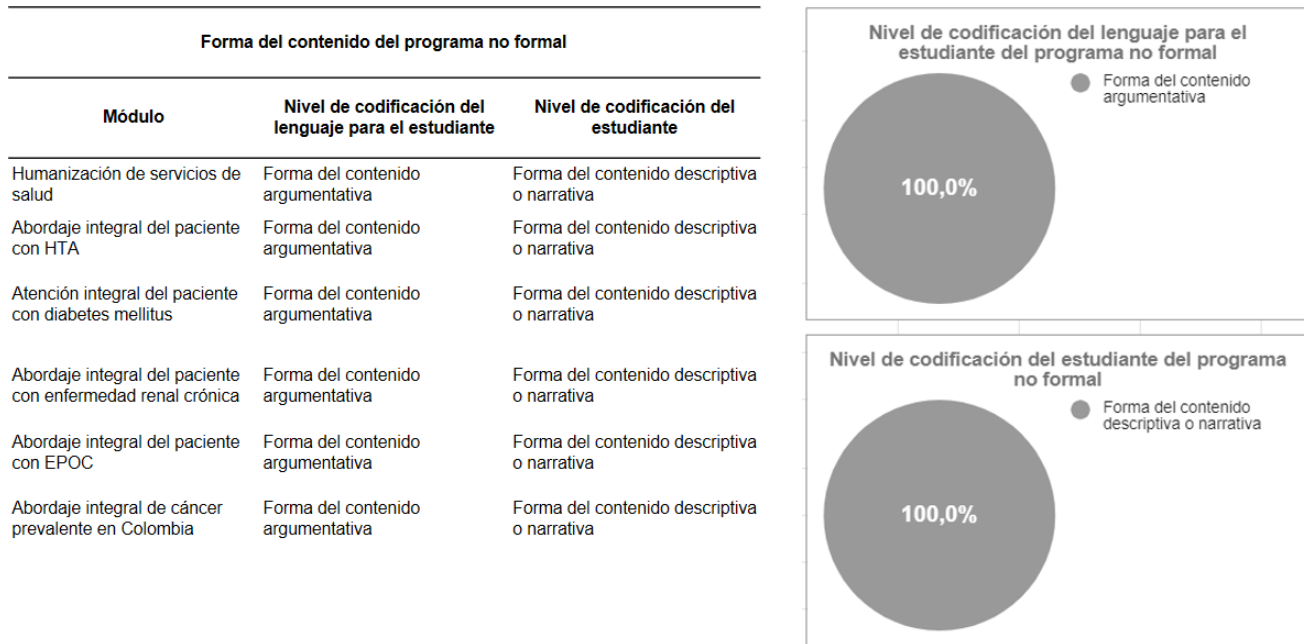 Forma del contenido del programa no formal
Módulo
Nivel de codificación del
lenguaje para el estudiante
Nivel de codificación del
estudiante
Humanización de servicios de
salud
Forma del contenido
argumentativa
Forma del contenido descriptiva
o narrativa
Abordaje integral del paciente
con HTA
Forma del contenido
argumentativa
Forma del contenido descriptiva
o narrativa
Atención integral del paciente
con diabetes mellitus
Forma del contenido
argumentativa
Forma del contenido descriptiva
o narrativa
Abordaje integral del paciente
con enfermedad renal crónica
Forma del contenido
argumentativa
Forma del contenido descriptiva
o narrativa
Abordaje integral del paciente
con EPOC
Forma del contenido
argumentativa
Forma del contenido descriptiva
o narrativa
Abordaje integral de cáncer
prevalente en Colombia
Forma del contenido
argumentativa
Forma del contenido descriptiva
o narrativa
Nivel de codificación del lenguaje para el
estudiante del programa no formal
Forma del contenido
argumentativa
100,0%
Nivel de codificación del estudiante del programa
no formal
Forma del contenido
descriptiva o narrativa
100,0%